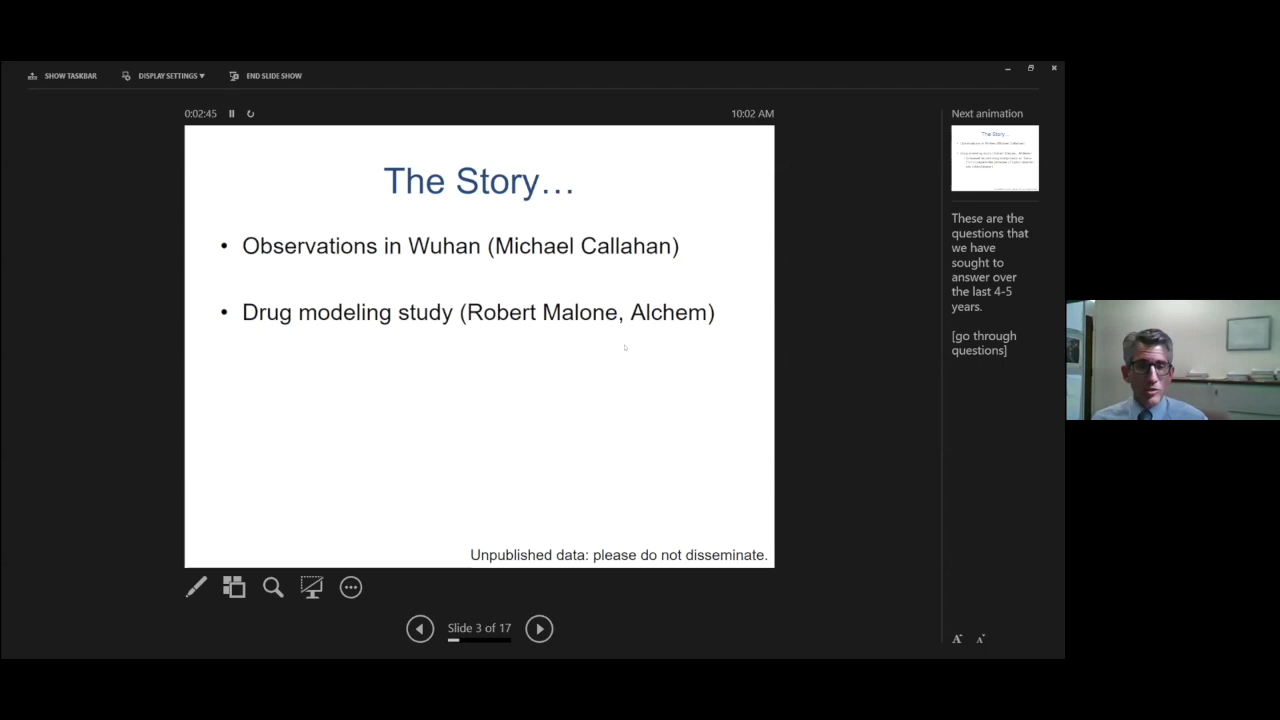 SHOW TASKBAR
DISPLAY SETTINGS ▾
END SLIDE SHOW
0:02:45
10:02 AM
The Story…
• Observations in Wuhan (Michael Callahan)
• Drug modeling study (Robert Malone, Alchem)
Unpublished data: please do not disseminate.
Slide 3 of 17
Next animation
The Story…
These are the
questions that
we have
sought to
answer over
the last 4-5
years.
[go through
questions]
A
A